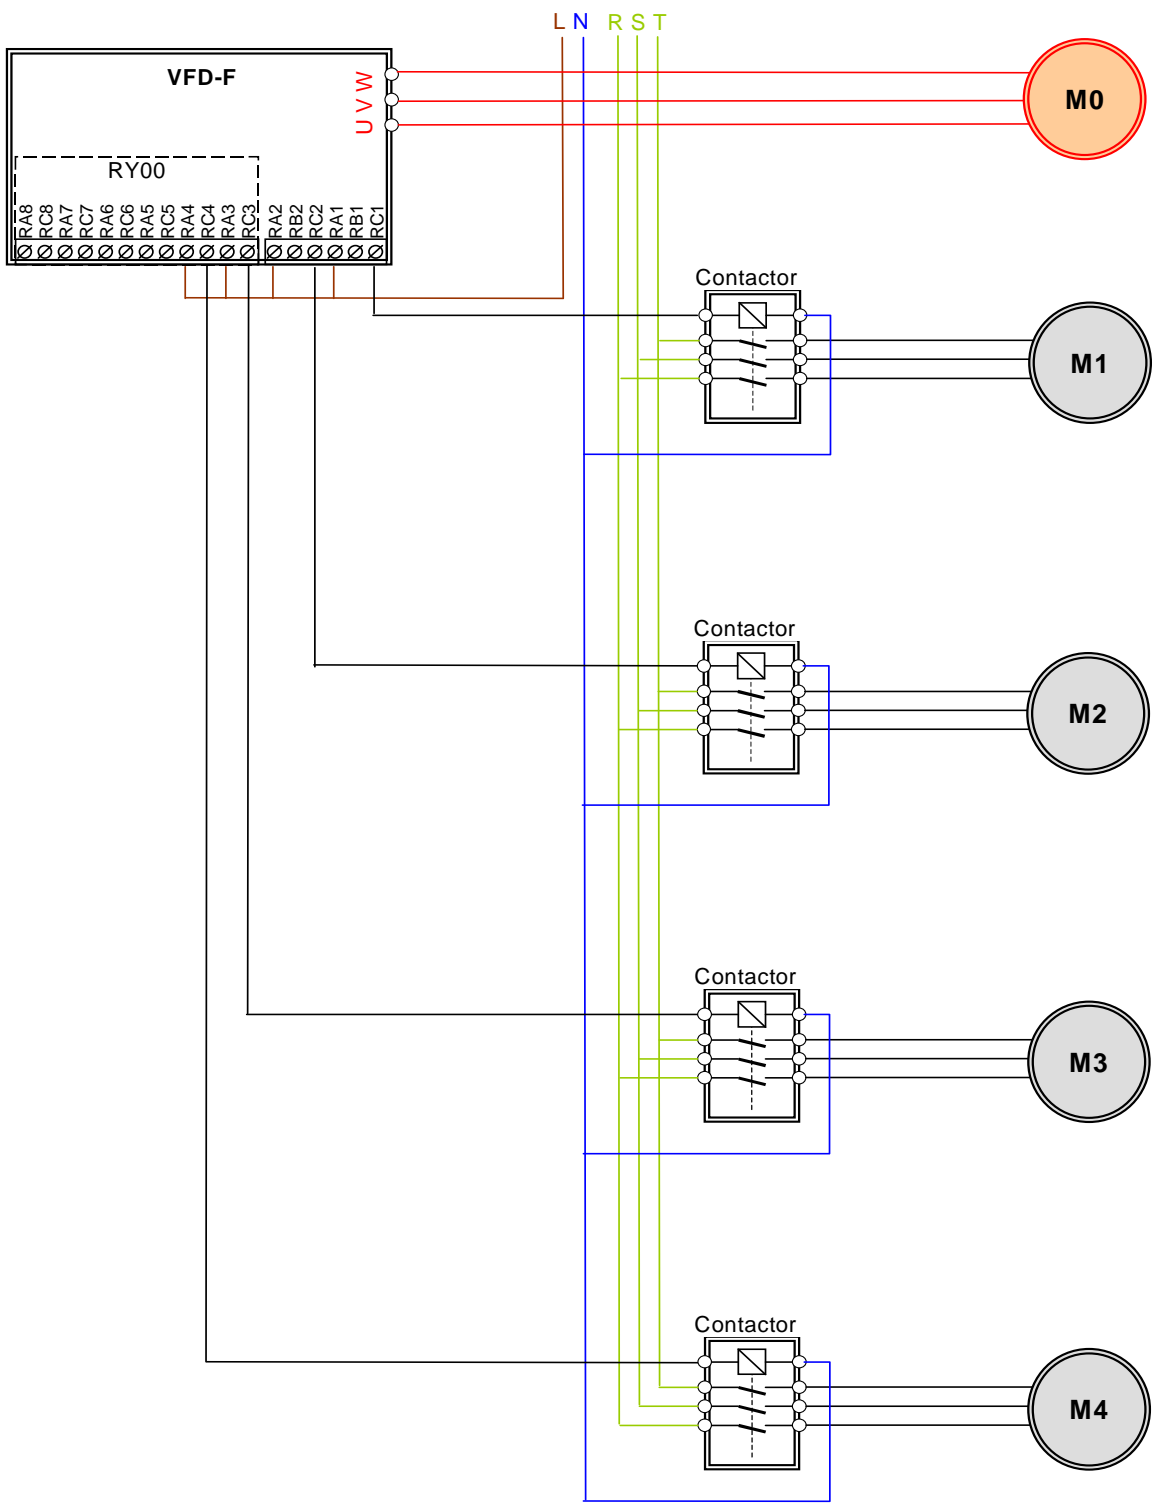 L N R S T
VFD-F
U V W
M0
RY00
RA8 RC8 RA7 RC7 RA6 RC6 RA5 RC5 RA4 RC4 RA3 RC3 RA2 RB2 RC2 RA1 RB1 RC1
Contactor
M1
Contactor
M2
Contactor
M3
Contactor
M4